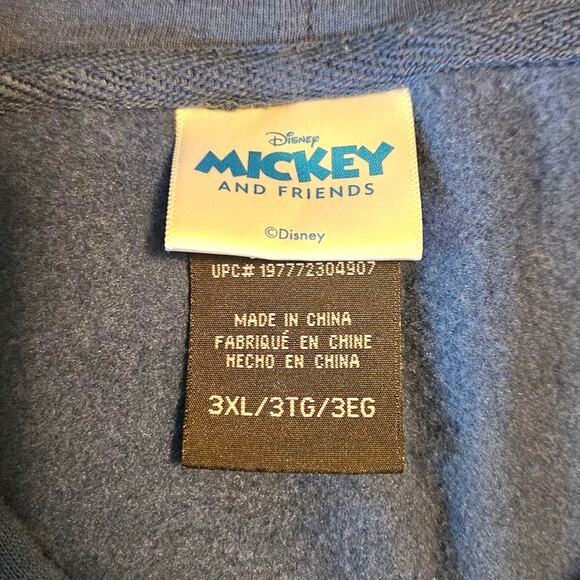 Disney
MICKEY
AND FRIENDS
©Disney
UPC# 197772304907
MADE IN CHINA
FABRIQUÉ EN CHINE
HECHO EN CHINA
3XL/3TG/3EG